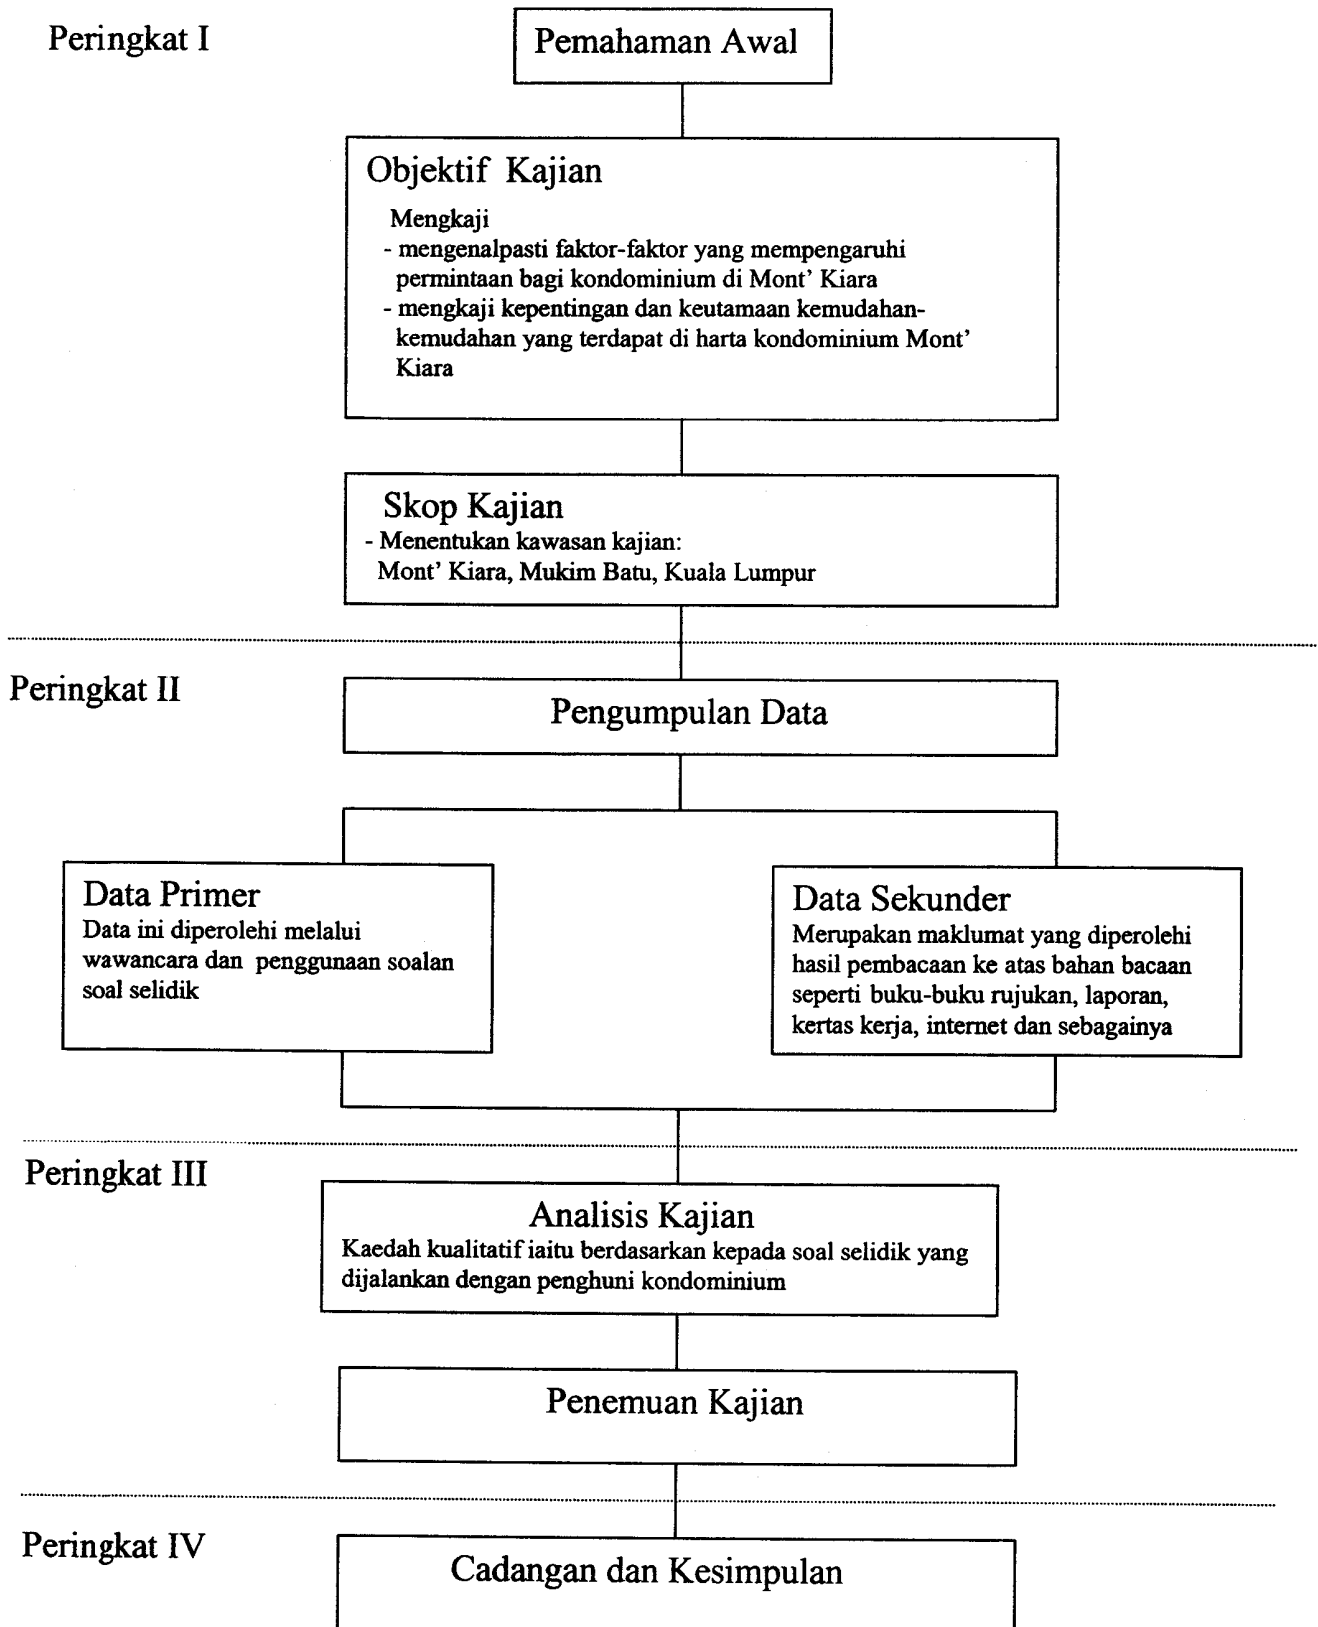 Peringkat I
Pemahaman Awal
Objektif Kajian
Mengkaji
- mengenalpasti faktor-faktor yang mempengaruhi
permintaan bagi kondominium di Mont' Kiara
- mengkaji kepentingan dan keutamaan kemudahan-
kemudahan yang terdapat di harta kondominium Mont'
Kiara
Skop Kajian
- Menentukan kawasan kajian:
Mont' Kiara, Mukim Batu, Kuala Lumpur
Peringkat II
Pengumpulan Data
Data Primer
Data ini diperolehi melalui
wawancara dan penggunaan soalan
soal selidik
Data Sekunder
Merupakan maklumat yang diperolehi
hasil pembacaan ke atas bahan bacaan
seperti buku-buku rujukan, laporan,
kertas kerja, internet dan sebagainya
Peringkat III
Analisis Kajian
Kaedah kualitatif iaitu berdasarkan kepada soal selidik yang
dijalankan dengan penghuni kondominium
Penemuan Kajian
Peringkat IV
Cadangan dan Kesimpulan